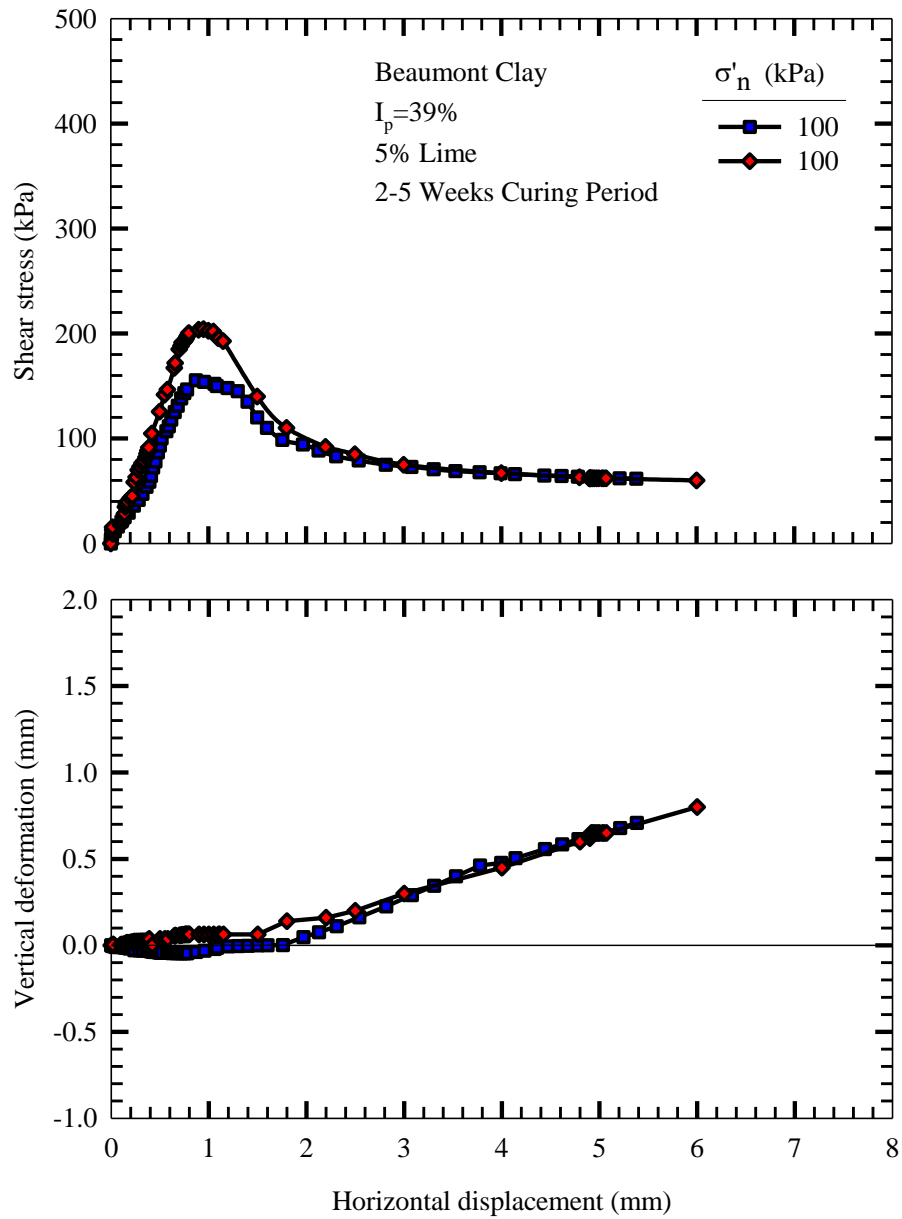 500
400
300
200
100
0
Shear stress (kPa)
Beaumont Clay
I_p=39%
5% Lime
2-5 Weeks Curing Period
σ'n (kPa)
100
100
2.0
1.5
1.0
0.5
0.0
-0.5
-1.0
Vertical deformation (mm)
0 1 2 3 4 5 6 7 8
Horizontal displacement (mm)